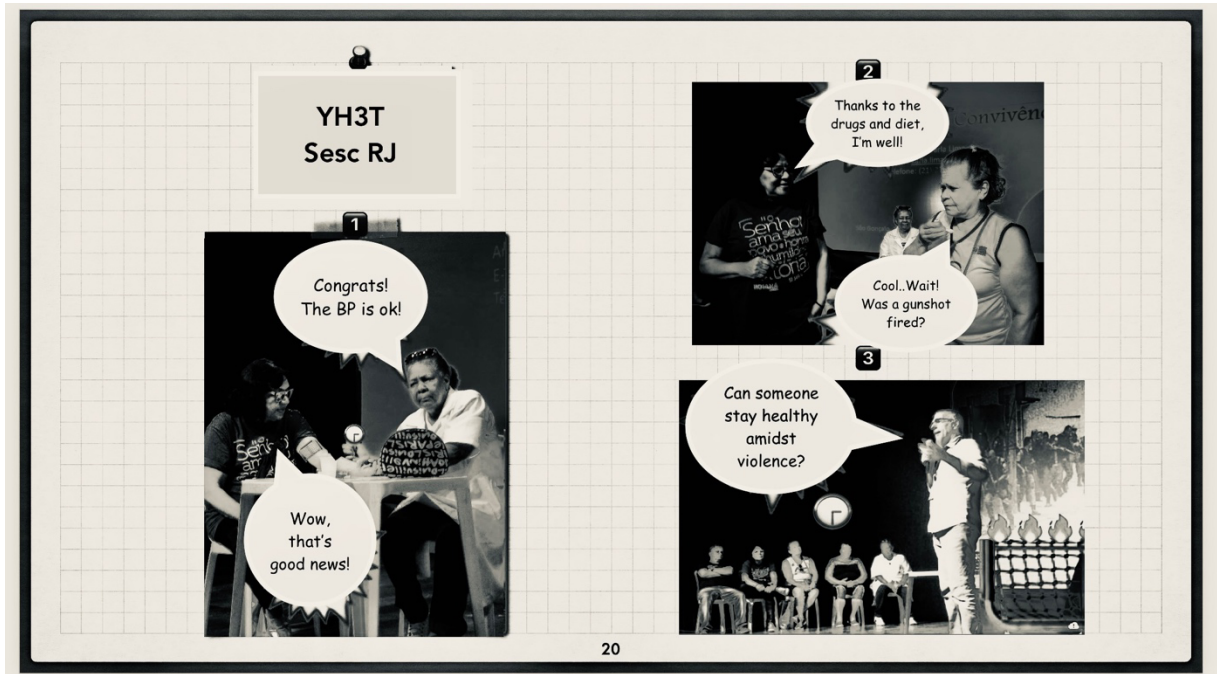 YH3T
Sesc RJ
1
Congrats!
The BP is ok!
Wow,
that's
good news!
2
Thanks to the
drugs and diet,
I'm well!
Cool..Wait!
Was a gunshot
fired?
3
Can someone
stay healthy
amidst
violence?
20